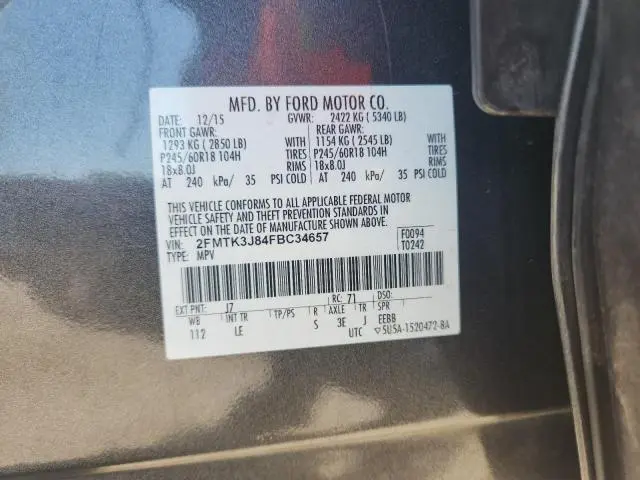 MFD. BY FORD MOTOR CO.
DATE: 12/15 GVWR: 2422 KG ( 5340 LB)
FRONT GAWR: REAR GAWR:
1293 KG ( 2850 LB) WITH 1154 KG ( 2545 LB) WITH
P245/60R18 104H TIRES P245/60R18 104H TIRES
18x8.0J RIMS 18x8.0J RIMS
AT 240 kPa/ 35 PSI COLD AT 240 kPa/ 35 PSI COLD
THIS VEHICLE CONFORMS TO ALL APPLICABLE FEDERAL MOTOR
VEHICLE SAFETY AND THEFT PREVENTION STANDARDS IN
EFFECT ON THE DATE OF MANUFACTURE SHOWN ABOVE.
VIN: 2FMTK3J84FBC34657 F0094
TYPE: MPV T0242
EXT PNT: J7 RC: 71 DSO:
WB INT TR TP/PS R AXLE TR SPR
112 LE S 3E J EEBB
UTC ▽5U5A-1520472-BA